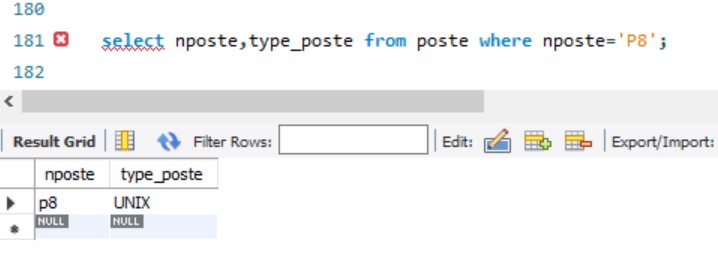 180
181 select nposte,type_poste from poste where nposte='P8';
182
Result Grid Filter Rows: Edit: Export/Import:
nposte type_poste
p8 UNIX
NULL NULL